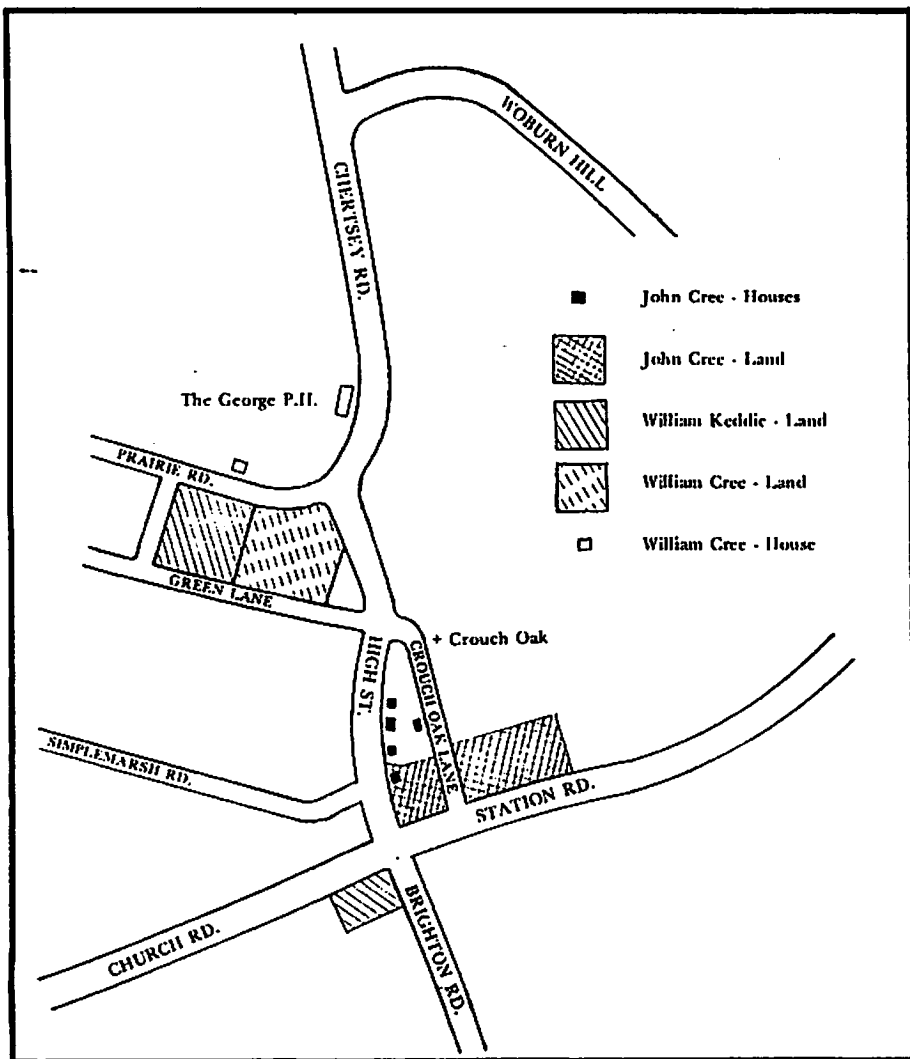 WOBURN HILL
CHERTSEY RD.
John Cree - Houses
John Cree - Land
The George P.H.
William Keddie - Land
PRAIRIE RD.
William Cree - Land
William Cree - House
GREEN LANE
+ Crouch Oak
HIGH ST.
CROUCH OAK LANE
SIMPLEMARSH RD.
STATION RD.
CHURCH RD.
BRIGHTON RD.